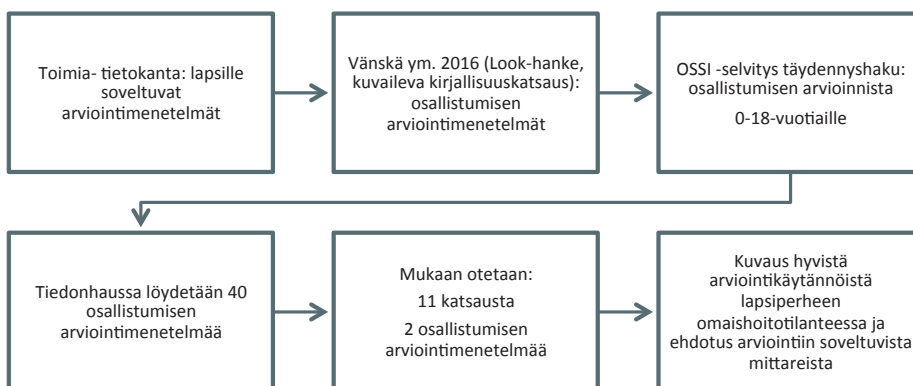 Toimia- tietokanta: lapsille
soveltuvat
arviointimenetelmät
Vänskä ym. 2016 (Look-hanke,
kuvaileva kirjallisuuskatsaus):
osallistumisen
arviointimenetelmät
OSSI -selvitys täydennyshaku:
osallistumisen arvioinnista
0-18-vuotiaille
Tiedonhaussa löydetään 40
osallistumisen
arviointimenetelmää
Mukaan otetaan:
11 katsausta
2 osallistumisen
arviointimenetelmää
Kuvaus hyvistä
arviointikäytännöistä
lapsiperheen
omaishoitotilanteessa ja
ehdotus arviointiin soveltuvista
mittareista